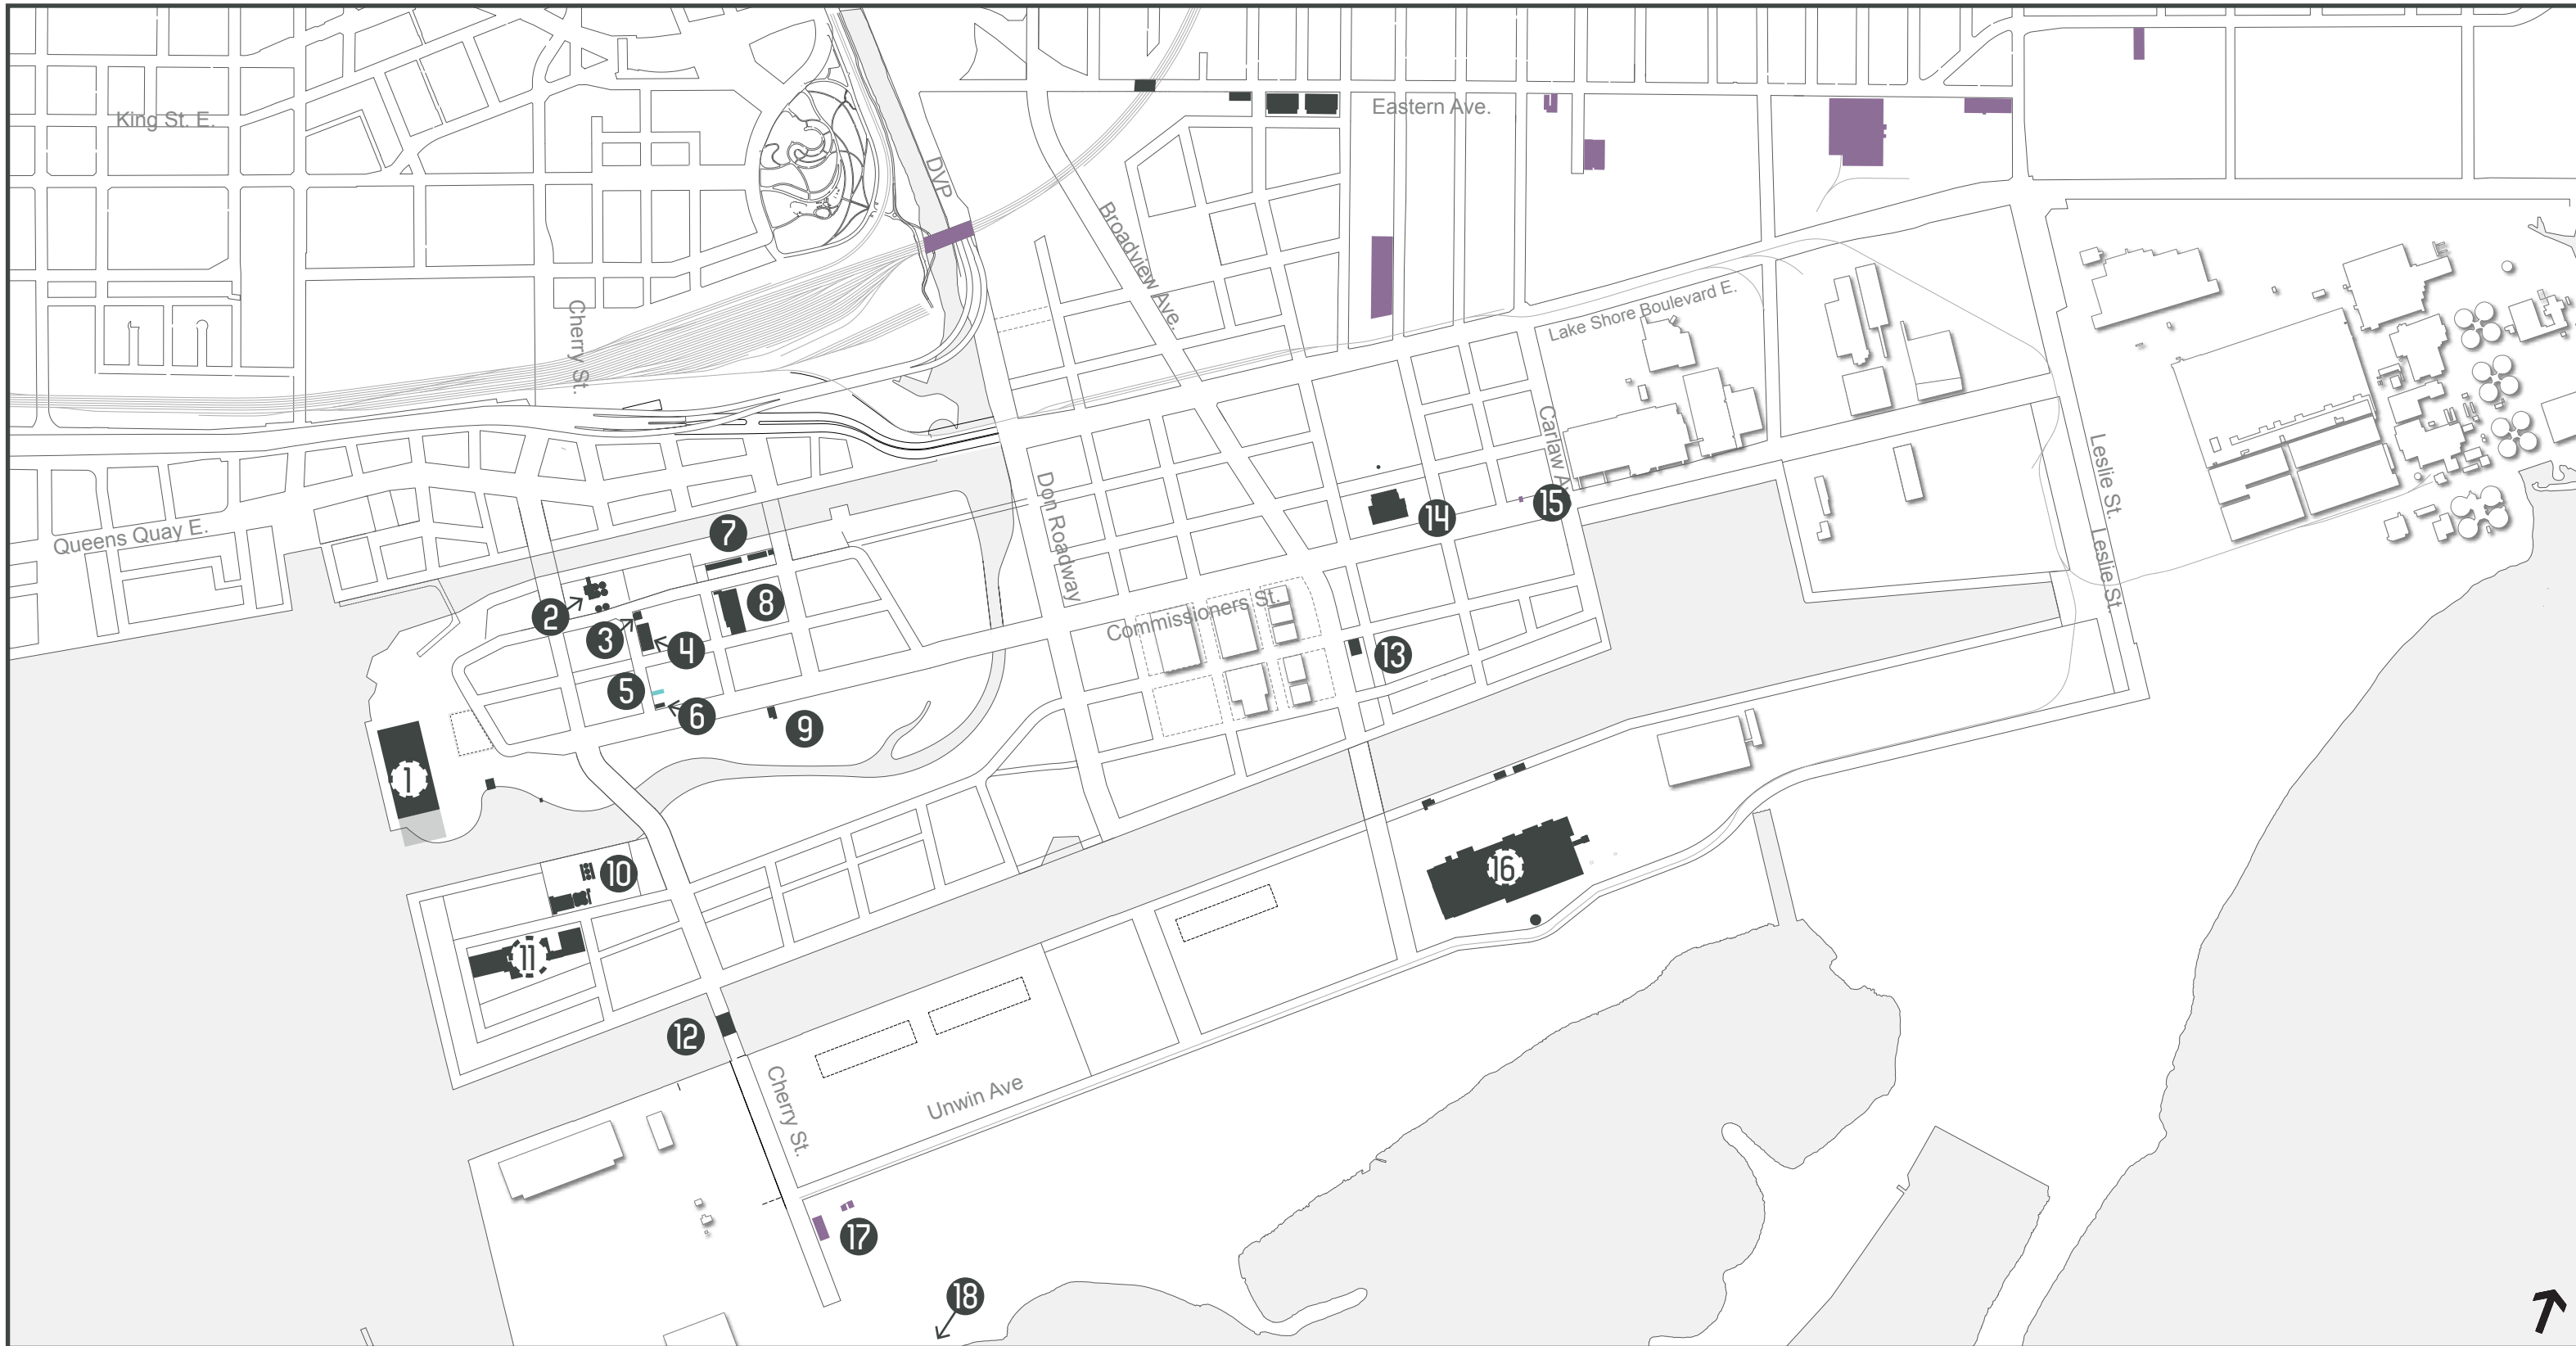 Eastern Ave.
King St. E.
DVP
Broadview Ave.
Cherry St.
Lake Shore Boulevard E.
Carlaw A
Leslie St.
Don Roadway
Queens Quay E.
7
14
15
2
8
Commissioners St.
Leslie St.
3
4
13
5
6
9
1
10
16
11
12
Cherry St.
Unwin Ave
17
18